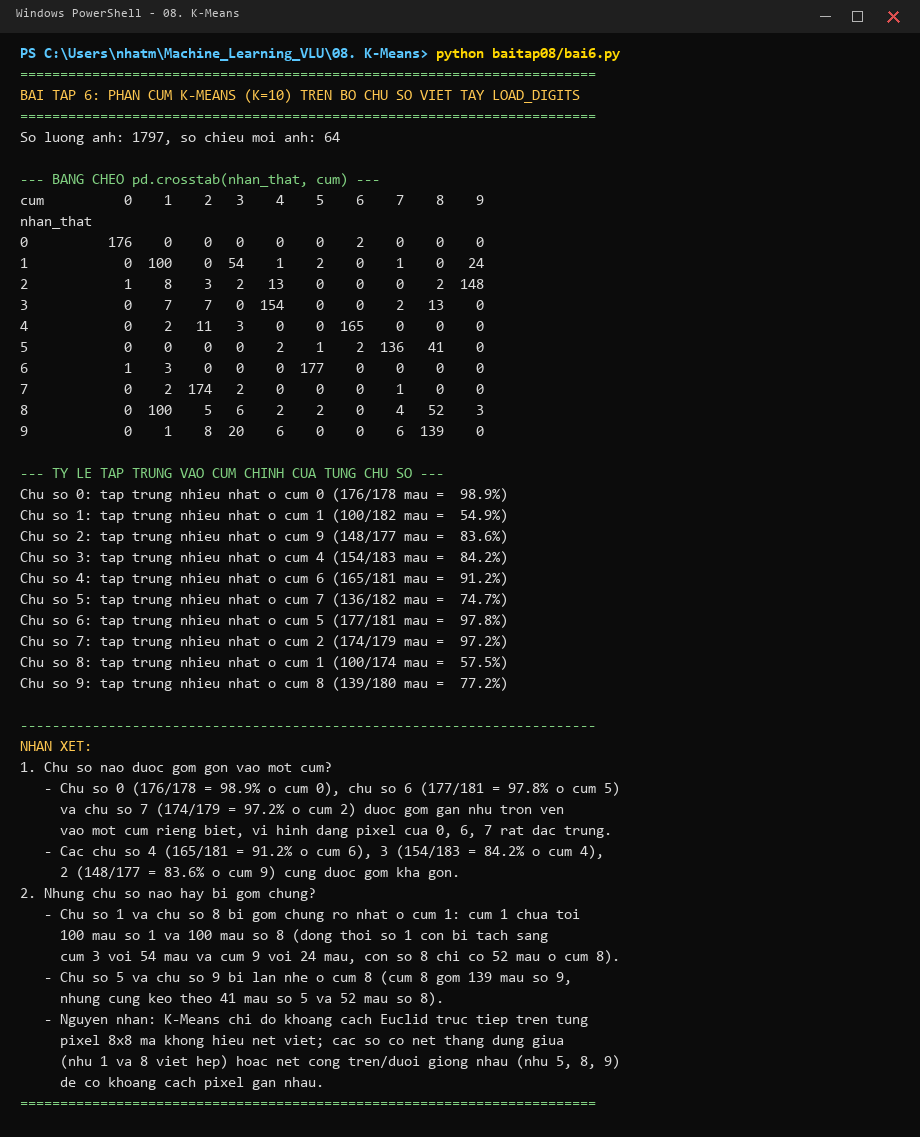 Windows PowerShell - 08. K-Means
PS C:\Users\nhatm\Machine_Learning_VLU\08. K-Means> python baitap08/bai6.py
========================================================================
BAI TAP 6: PHAN CUM K-MEANS (K=10) TREN BO CHU SO VIET TAY LOAD_DIGITS
========================================================================
So luong anh: 1797, so chieu moi anh: 64
--- BANG CHEO pd.crosstab(nhan_that, cum) ---
cum          0    1    2   3    4    5    6    7    8    9
nhan_that
0          176    0    0   0    0    0    2    0    0    0
1            0  100    0  54    1    2    0    1    0   24
2            1    8    3   2   13    0    0    0    2  148
3            0    7    7   0  154    0    0    2   13    0
4            0    2   11   3    0    0  165    0    0    0
5            0    0    0   0    2    1    2  136   41    0
6            1    3    0   0    0  177    0    0    0    0
7            0    2  174   2    0    0    0    1    0    0
8            0  100    5   6    2    2    0    4   52    3
9            0    1    8  20    6    0    0    6  139    0
--- TY LE TAP TRUNG VAO CUM CHINH CUA TUNG CHU SO ---
Chu so 0: tap trung nhieu nhat o cum 0 (176/178 mau =  98.9%)
Chu so 1: tap trung nhieu nhat o cum 1 (100/182 mau =  54.9%)
Chu so 2: tap trung nhieu nhat o cum 9 (148/177 mau =  83.6%)
Chu so 3: tap trung nhieu nhat o cum 4 (154/183 mau =  84.2%)
Chu so 4: tap trung nhieu nhat o cum 6 (165/181 mau =  91.2%)
Chu so 5: tap trung nhieu nhat o cum 7 (136/182 mau =  74.7%)
Chu so 6: tap trung nhieu nhat o cum 5 (177/181 mau =  97.8%)
Chu so 7: tap trung nhieu nhat o cum 2 (174/179 mau =  97.2%)
Chu so 8: tap trung nhieu nhat o cum 1 (100/174 mau =  57.5%)
Chu so 9: tap trung nhieu nhat o cum 8 (139/180 mau =  77.2%)
------------------------------------------------------------------------
NHAN XET:
1. Chu so nao duoc gom gon vao mot cum?
   - Chu so 0 (176/178 = 98.9% o cum 0), chu so 6 (177/181 = 97.8% o cum 5)
     va chu so 7 (174/179 = 97.2% o cum 2) duoc gom gan nhu tron ven
     vao mot cum rieng biet, vi hinh dang pixel cua 0, 6, 7 rat dac trung.
   - Cac chu so 4 (165/181 = 91.2% o cum 6), 3 (154/183 = 84.2% o cum 4),
     2 (148/177 = 83.6% o cum 9) cung duoc gom kha gon.
2. Nhung chu so nao hay bi gom chung?
   - Chu so 1 va chu so 8 bi gom chung ro nhat o cum 1: cum 1 chua toi
     100 mau so 1 va 100 mau so 8 (dong thoi so 1 con bi tach sang
     cum 3 voi 54 mau va cum 9 voi 24 mau, con so 8 chi co 52 mau o cum 8).
   - Chu so 5 va chu so 9 bi lan nhe o cum 8 (cum 8 gom 139 mau so 9,
     nhung cung keo theo 41 mau so 5 va 52 mau so 8).
   - Nguyen nhan: K-Means chi do khoang cach Euclid truc tiep tren tung
     pixel 8x8 ma khong hieu net viet; cac so co net thang dung giua
     (nhu 1 va 8 viet hep) hoac net cong tren/duoi giong nhau (nhu 5, 8, 9)
     de co khoang cach pixel gan nhau.
========================================================================